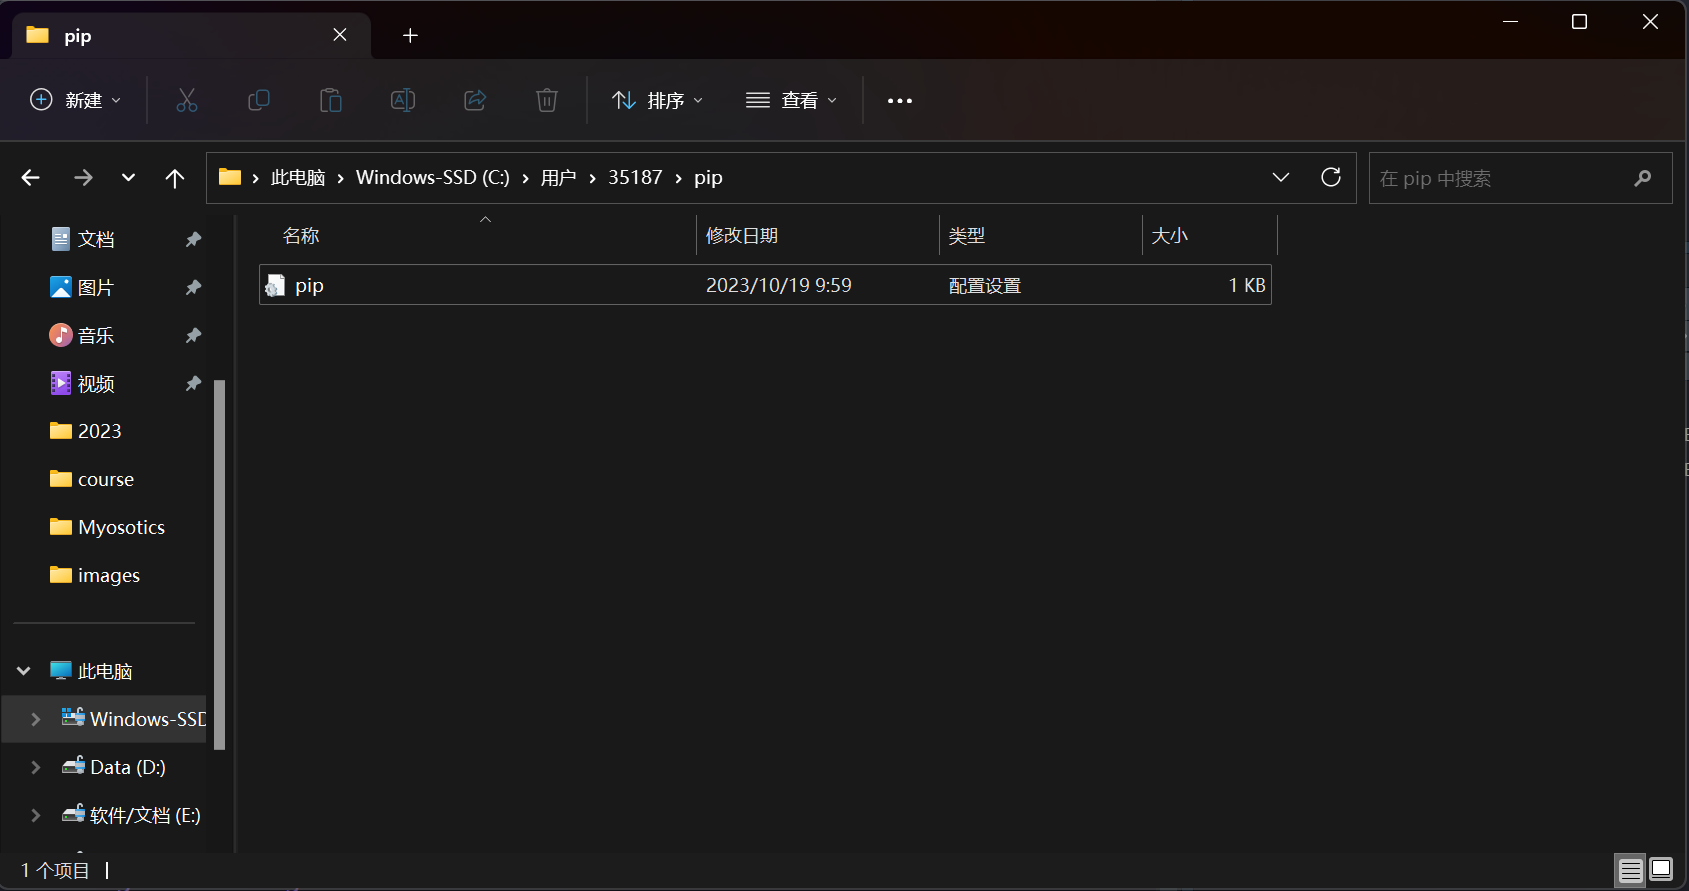 pip
新建
排序
查看
此电脑
Windows-SSD (C:)
用户
35187
pip
在 pip 中搜索
名称
修改日期
类型
大小
pip
2023/10/19 9:59
配置设置
1 KB
文档
图片
音乐
视频
2023
course
Myosotics
images
此电脑
Windows-SSD
Data (D:)
软件/文档 (E:)
1 个项目